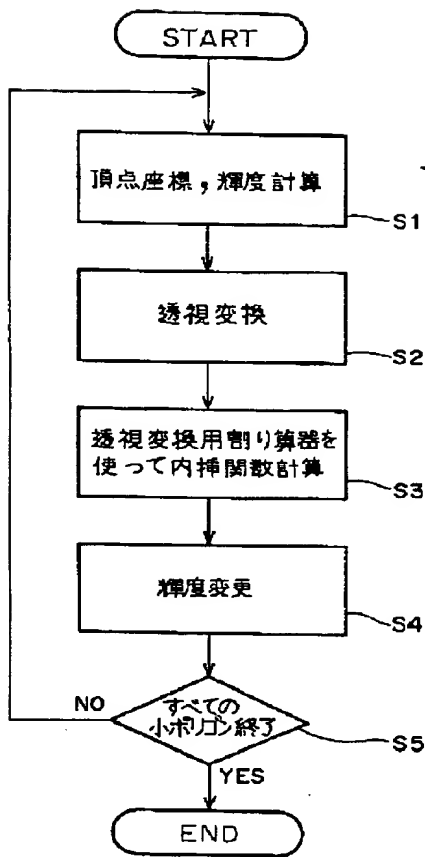 START
頂点座標,輝度計算
S1
透視変換
S2
透視変換用割り算器を
使って内挿関数計算
S3
輝度変更
S4
すべての
小ポリゴン終了
S5
NO
YES
END